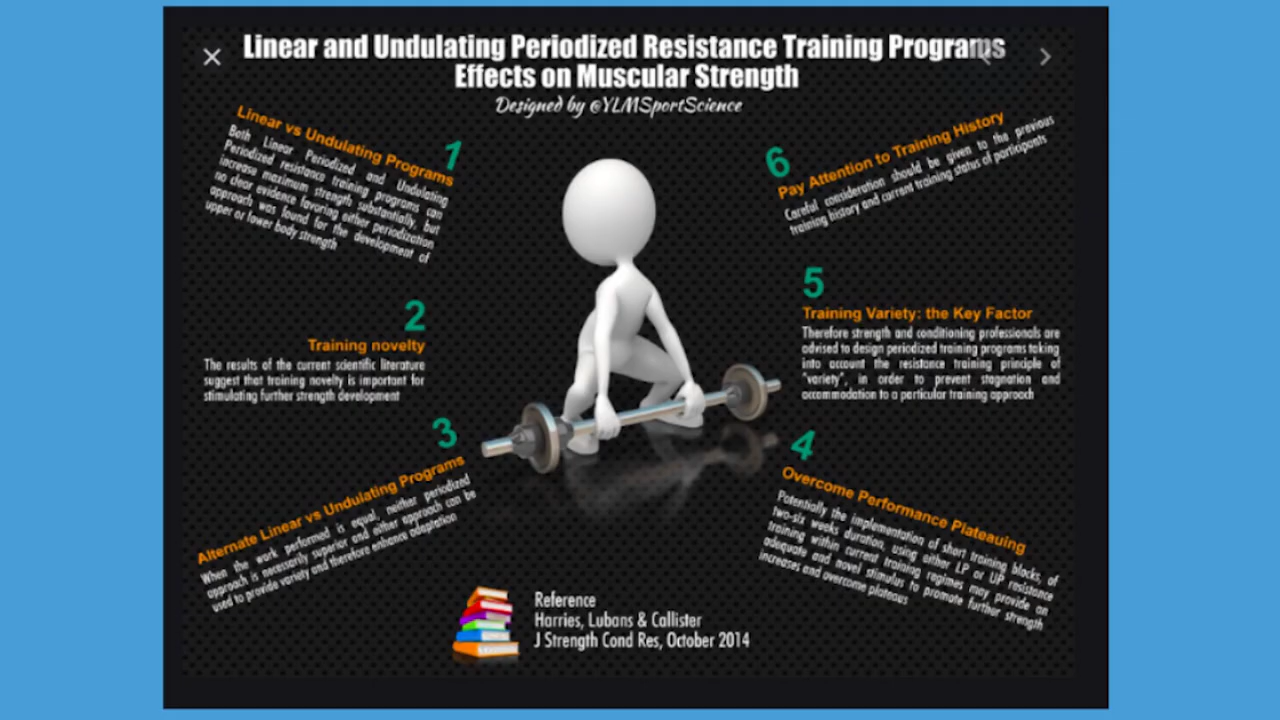 Linear and Undulating Periodized Resistance Training Programs
Effects on Muscular Strength
Designed by @YLMSportScience
1
Linear vs Undulating Programs
Both Linear Periodized and Undulating
Periodized resistance training programs can
increase maximum strength substantially, but
no clear evidence favoring either periodization
approach was found for the development of
upper or lower body strength
2
Training novelty
The results of the current scientific literature
suggest that training novelty is important for
stimulating further strength development
3
Alternate Linear vs Undulating Programs
When the work performed is equal, neither periodized
approach is necessarily superior and either approach can be
used to provide variety and therefore enhance adaptation
4
Overcome Performance Plateauing
Potentially the implementation of short training blocks, of
two-six weeks duration, using either LP or UP resistance
training within current training regimes may provide an
adequate and novel stimulus to promote further strength
increases and overcome plateaus
5
Training Variety: the Key Factor
Therefore strength and conditioning professionals are
advised to design periodized training programs taking
into account the resistance training principle of
"variety", in order to prevent stagnation and
accommodation to a particular training approach
6
Pay Attention to Training History
Careful consideration should be given to the previous
training history and current training status of participants
Reference
Harries, Lubans & Callister
J Strength Cond Res, October 2014